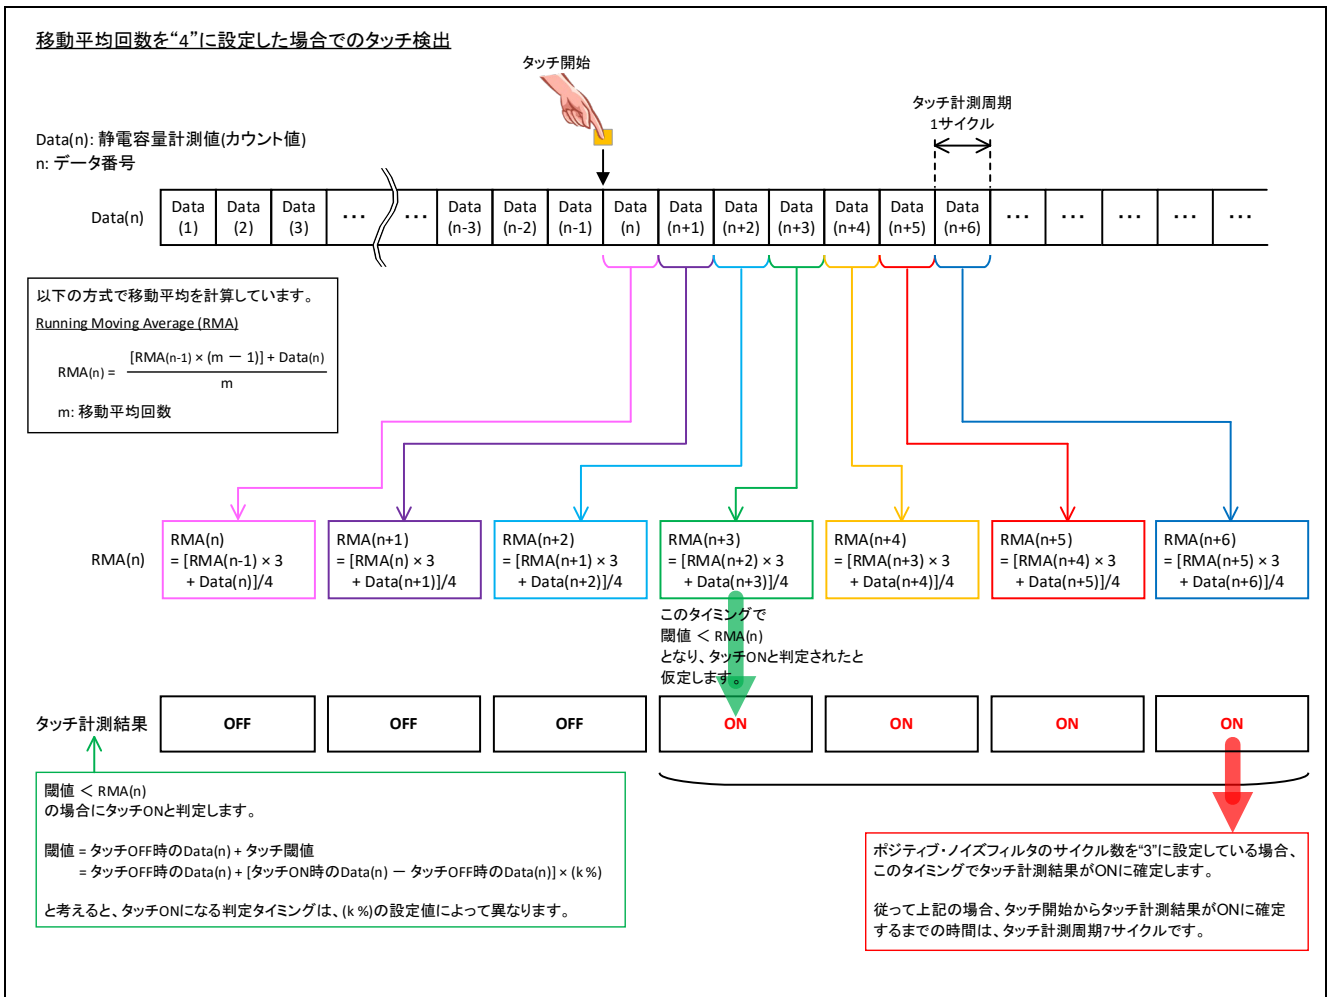 移動平均回数を“4”に設定した場合でのタッチ検出
タッチ開始
タッチ計測周期
1サイクル
Data(n): 静電容量計測値(カウント値)
n: データ番号
Data(n)
Data
(1)
Data
(2)
Data
(3)
･･･
･･･
Data
(n-3)
Data
(n-2)
Data
(n-1)
Data
(n)
Data
(n+1)
Data
(n+2)
Data
(n+3)
Data
(n+4)
Data
(n+5)
Data
(n+6)
･･･
･･･
･･･
･･･
･･･
以下の方式で移動平均を計算しています。
Running Moving Average (RMA)
RMA(n) = 
[RMA(n-1) × (m － 1)] + Data(n)
m
m: 移動平均回数
RMA(n)
RMA(n)
= [RMA(n-1) × 3
+ Data(n)]/4
RMA(n+1)
= [RMA(n) × 3
+ Data(n+1)]/4
RMA(n+2)
= [RMA(n+1) × 3
+ Data(n+2)]/4
RMA(n+3)
= [RMA(n+2) × 3
+ Data(n+3)]/4
RMA(n+4)
= [RMA(n+3) × 3
+ Data(n+4)]/4
RMA(n+5)
= [RMA(n+4) × 3
+ Data(n+5)]/4
RMA(n+6)
= [RMA(n+5) × 3
+ Data(n+6)]/4
このタイミングで
閾値 ＜ RMA(n)
となり、タッチONと判定されたと
仮定します。
タッチ計測結果
OFF
OFF
OFF
ON
ON
ON
ON
閾値 ＜ RMA(n)
の場合にタッチONと判定します。
閾値 = タッチOFF時のData(n) + タッチ閾値
= タッチOFF時のData(n) + [タッチON時のData(n) － タッチOFF時のData(n)] × (k %)
と考えると、タッチONになる判定タイミングは、(k %)の設定値によって異なります。
ポジティブ・ノイズフィルタのサイクル数を“3”に設定している場合、
このタイミングでタッチ計測結果がONに確定します。
従って上記の場合、タッチ開始からタッチ計測結果がONに確定
するまでの時間は、タッチ計測周期7サイクルです。